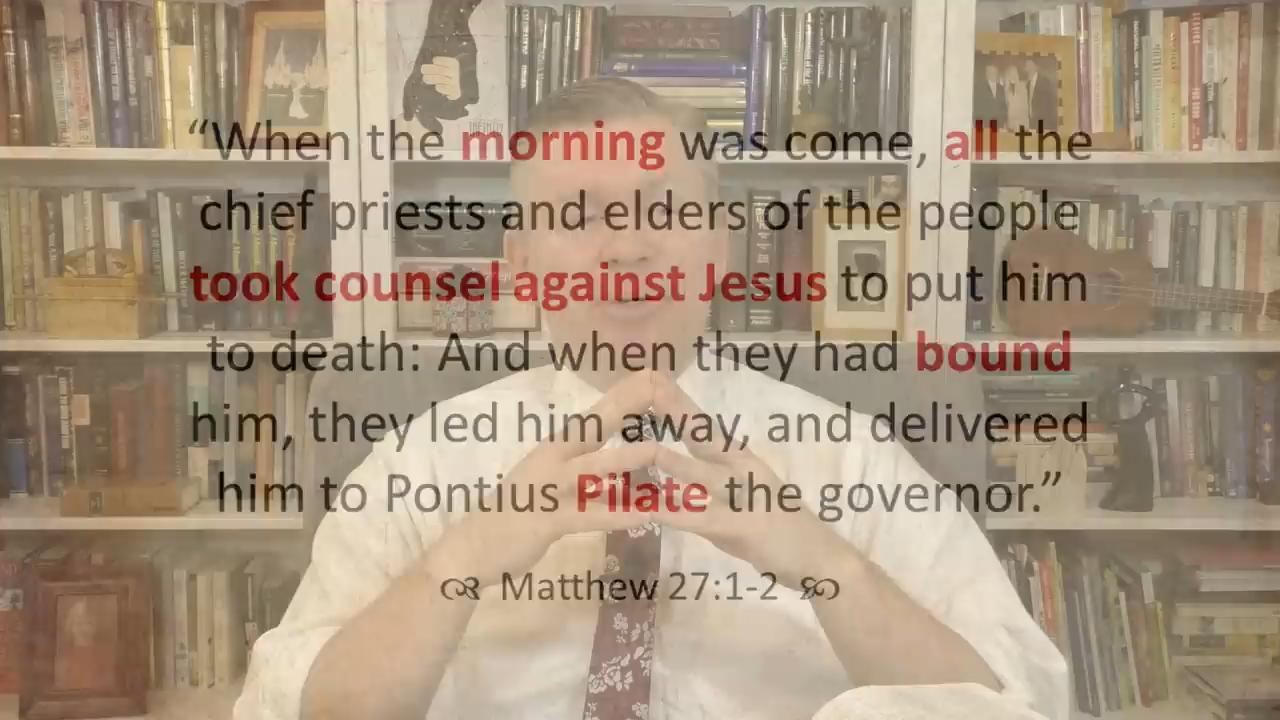 “When the morning was come, all the
chief priests and elders of the people
took counsel against Jesus to put him
to death: And when they had bound
him, they led him away, and delivered
him to Pontius Pilate the governor.”
Matthew 27:1-2